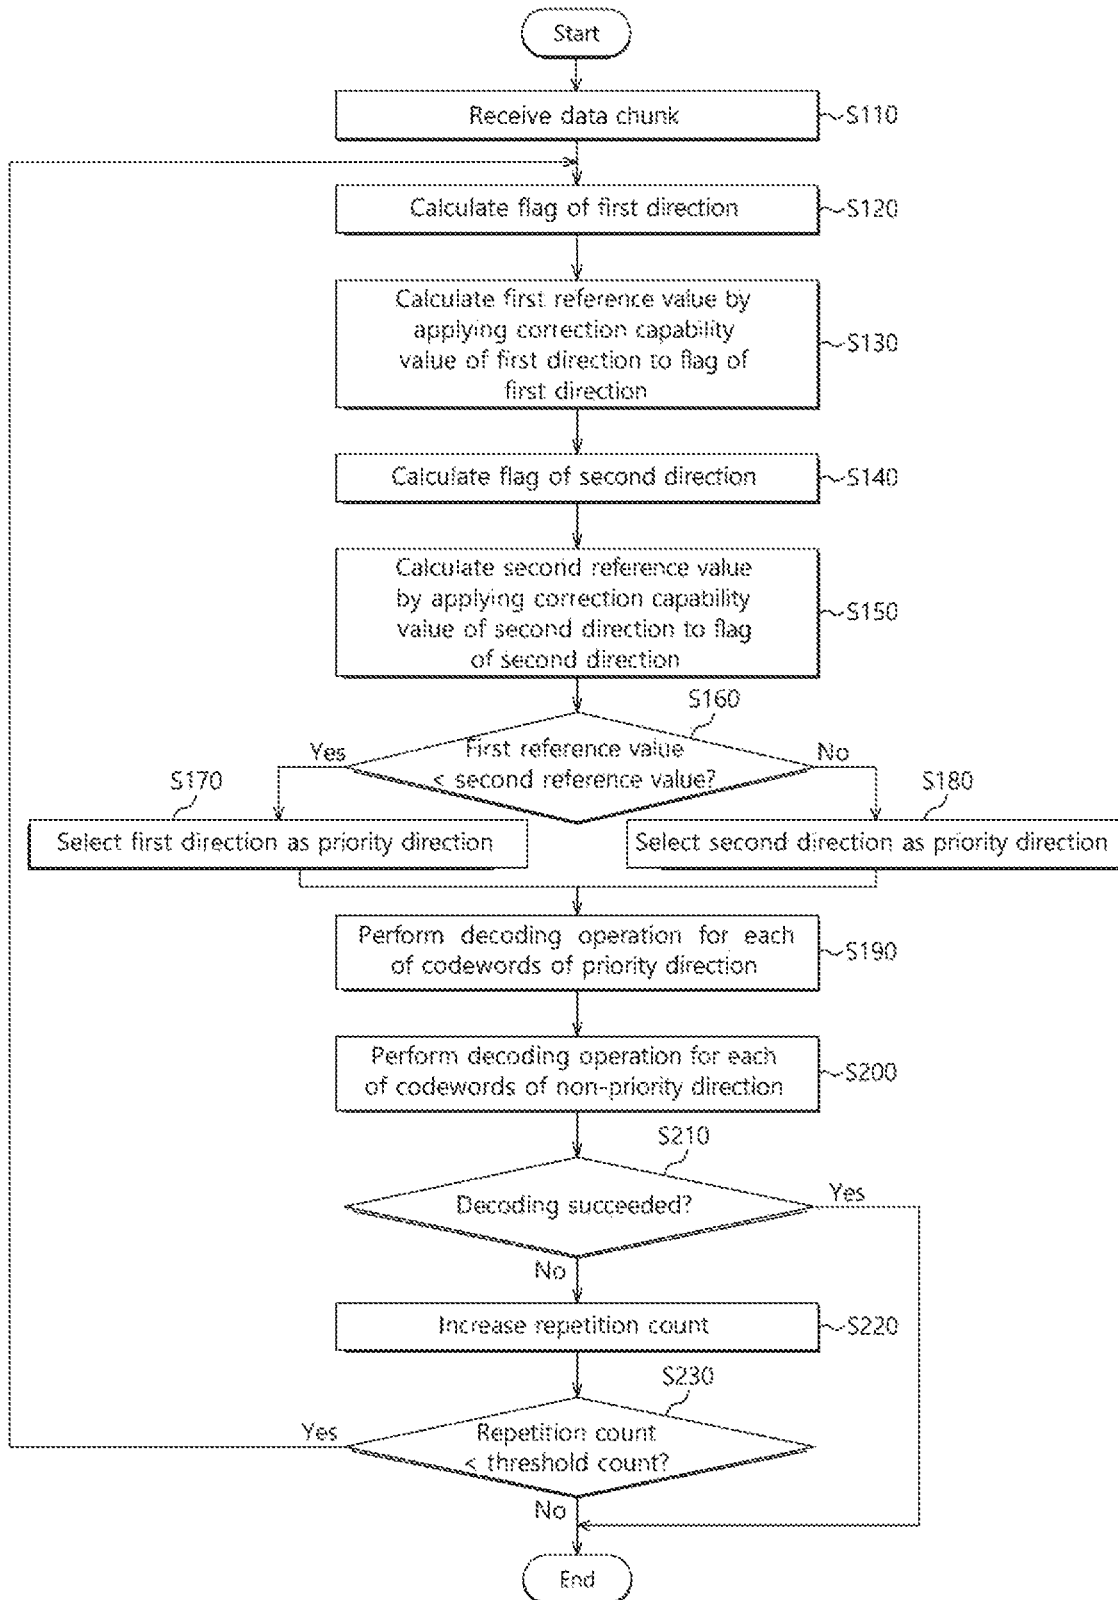 Start
Receive data chunk
S110
Calculate flag of first direction
S120
Calculate first reference value by
applying correction capability
value of first direction to flag of
first direction
S130
Calculate flag of second direction
S140
Calculate second reference value
by applying correction capability
value of second direction to flag
of second direction
S150
S160
First reference value
< second reference value?
Yes
No
S170
S180
Select first direction as priority direction
Select second direction as priority direction
Perform decoding operation for each
of codewords of priority direction
S190
Perform decoding operation for each
of codewords of non-priority direction
S200
S210
Decoding succeeded?
Yes
No
Increase repetition count
S220
S230
Repetition count
< threshold count?
Yes
No
End